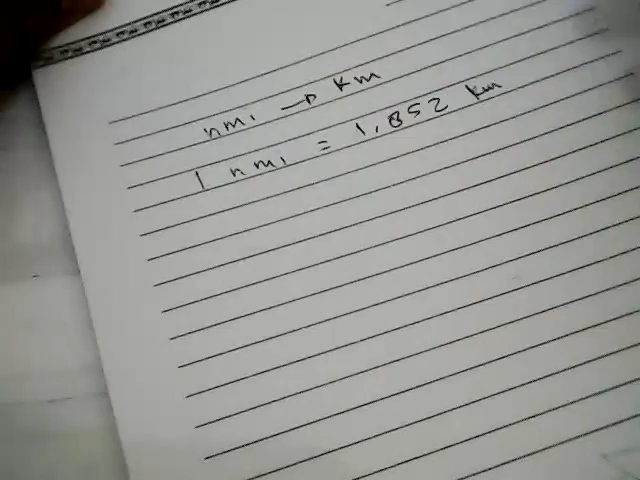 nmi → km
1 nmi = 1,852 km